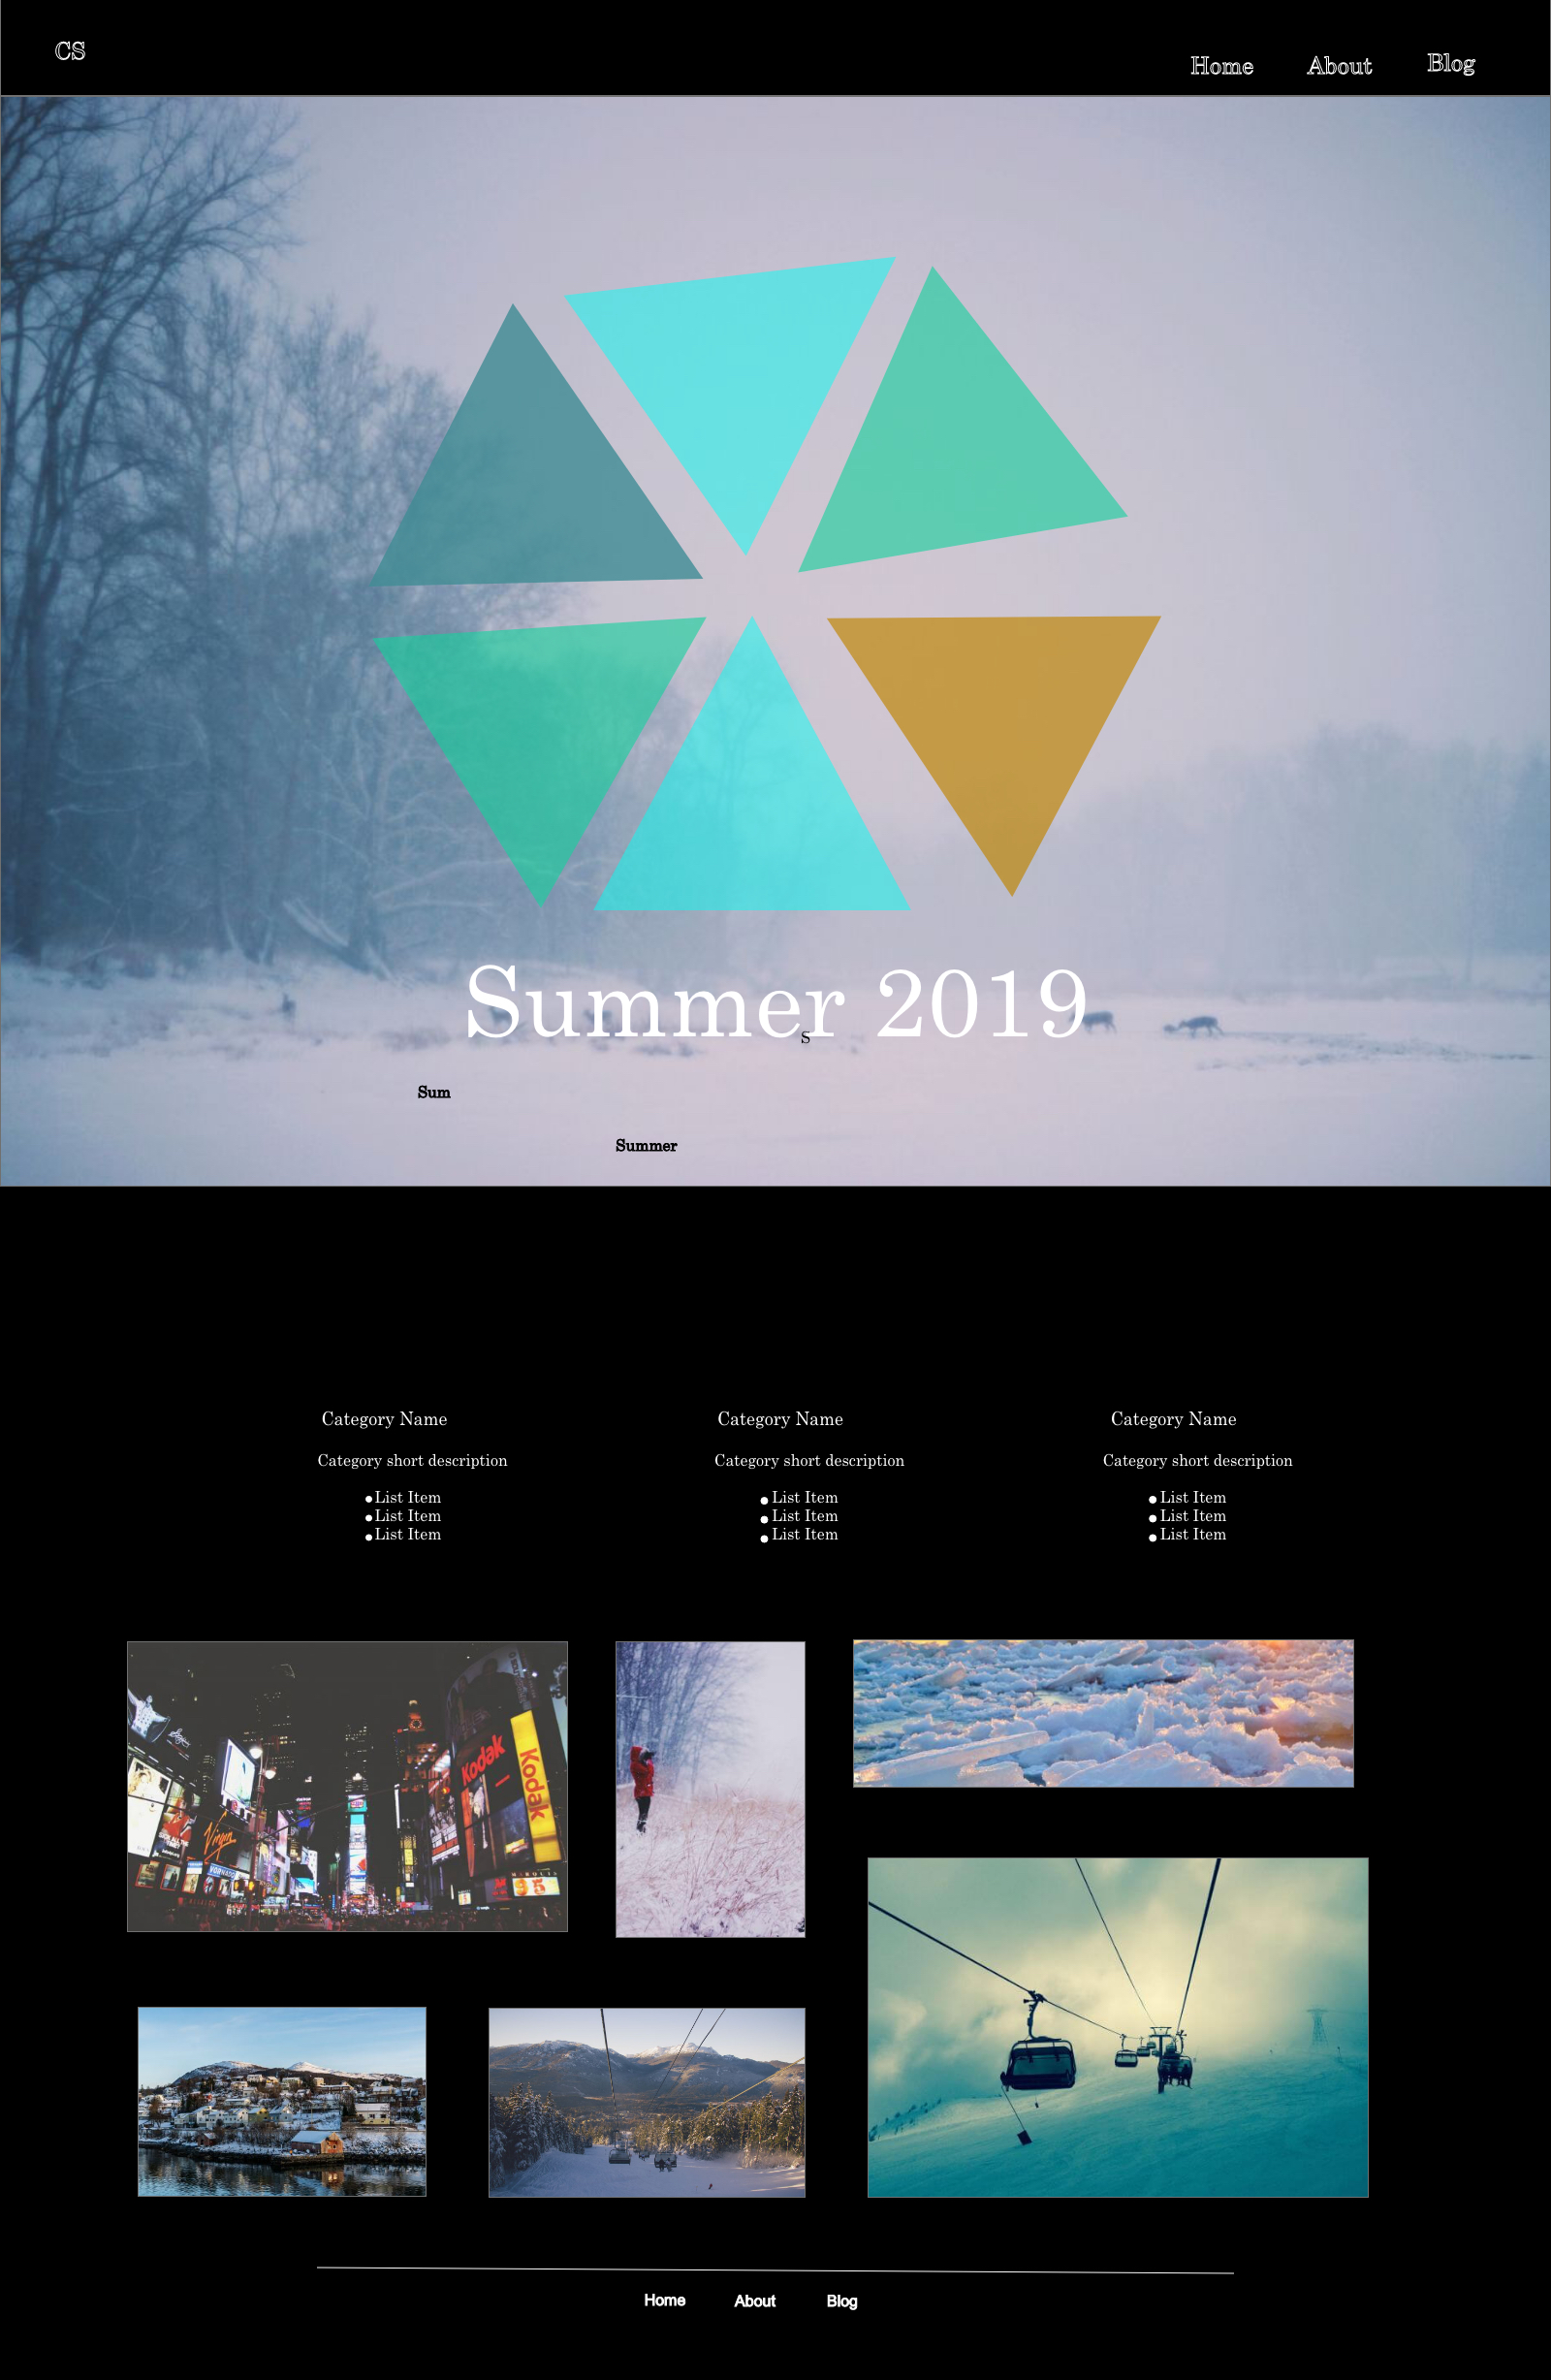 CS
Home About Blog
Summer 2019
S
Sum
Summer
Category Name Category Name Category Name
Category short description Category short description Category short description
List Item List Item List Item
List Item List Item List Item
List Item List Item List Item
Kodak
Kodak
Virgin
Home About Blog